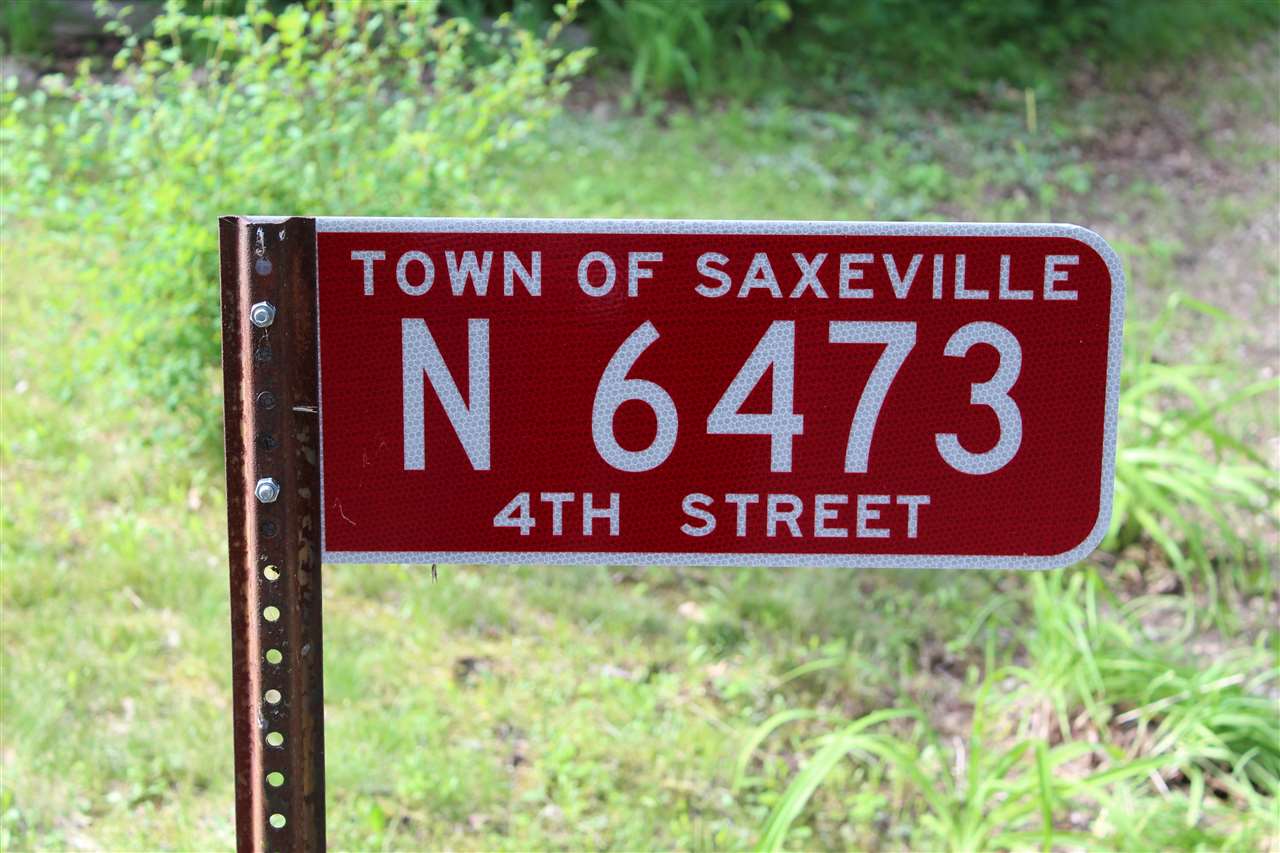 TOWN OF SAXEVILLE
N 6473
4TH STREET